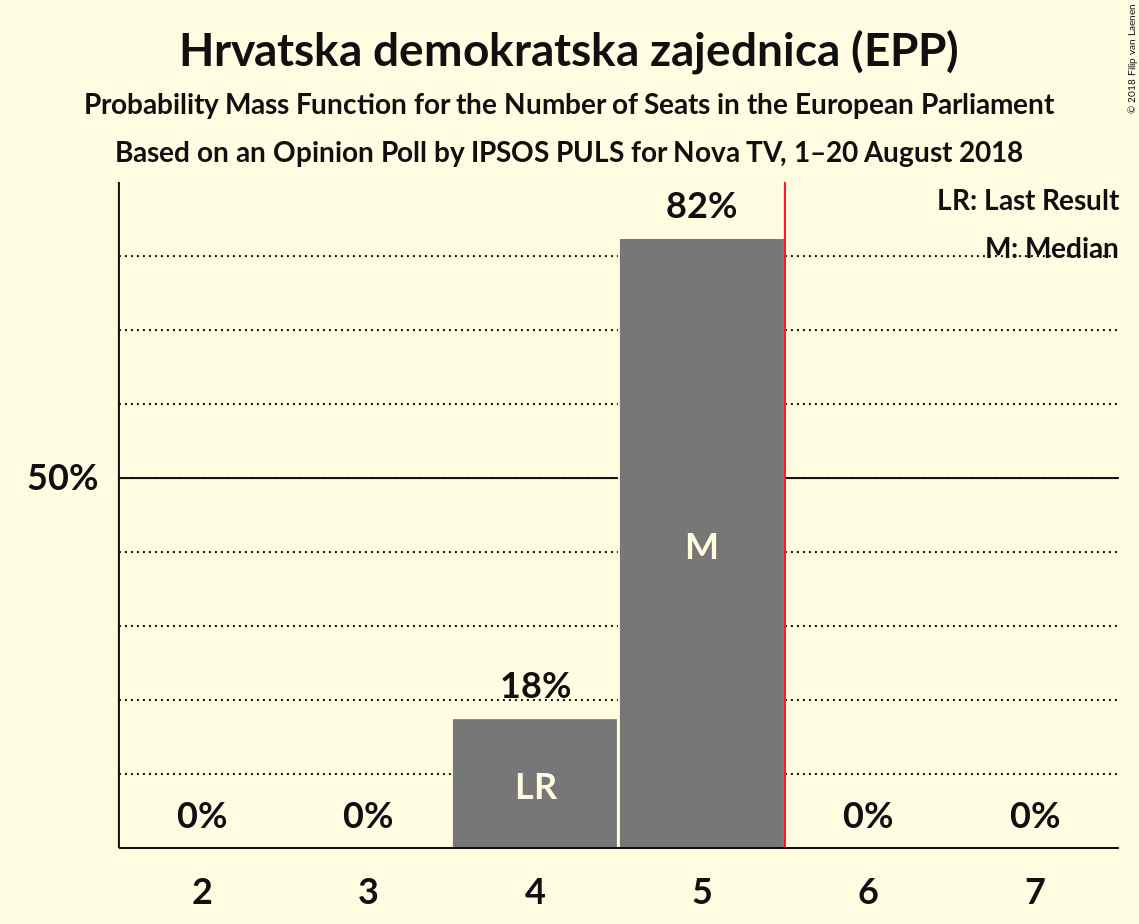 Hrvatska demokratska zajednica (EPP)
Probability Mass Function for the Number of Seats in the European Parliament
Based on an Opinion Poll by IPSOS PULS for Nova TV, 1–20 August 2018
© 2018 Filip van Laenen
LR: Last Result
M: Median
82%
50%
M
18%
LR
0% 0% 0% 0%
2 3 4 5 6 7